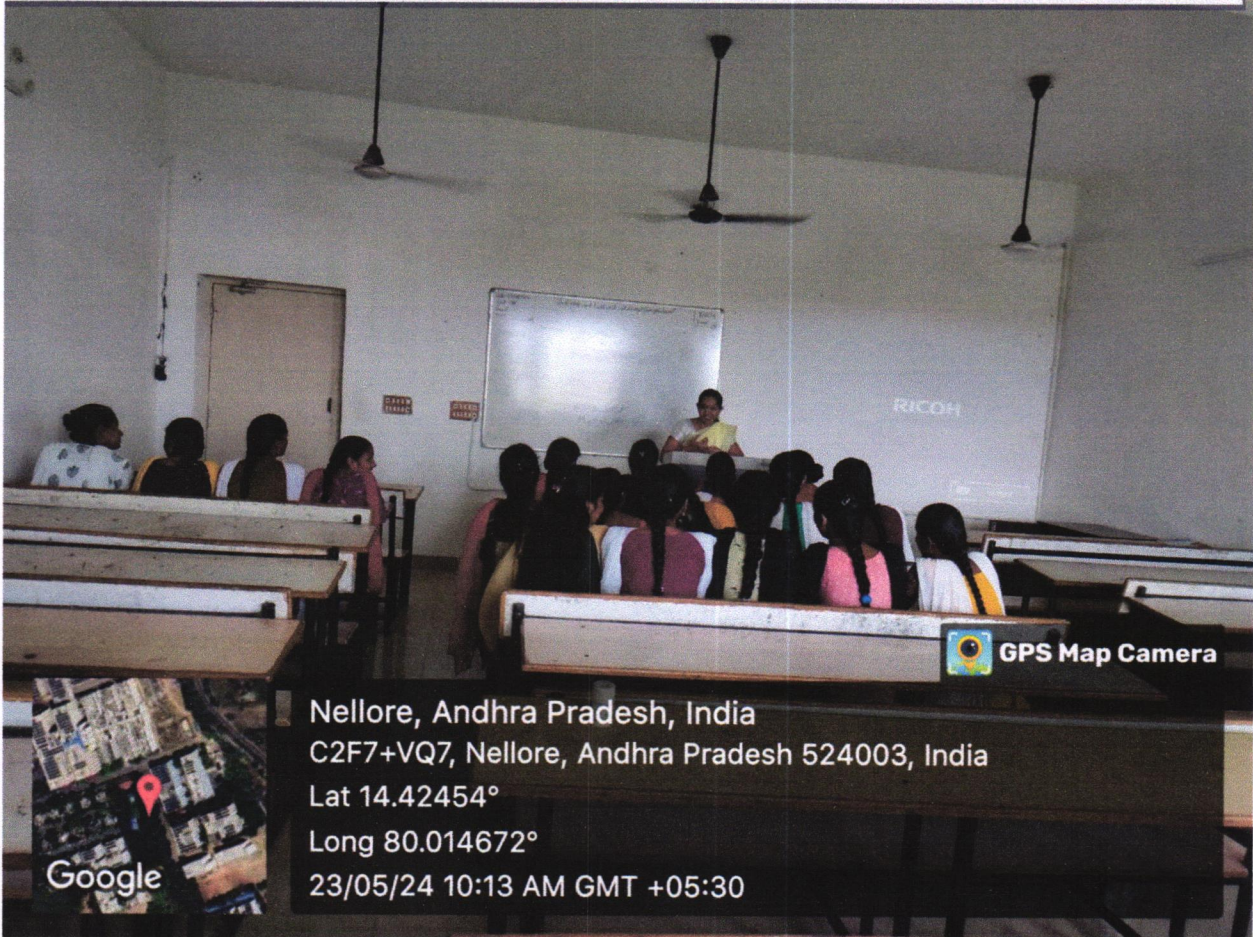 RICOH
GPS Map Camera
Nellore, Andhra Pradesh, India
C2F7+VQ7, Nellore, Andhra Pradesh 524003, India
Lat 14.42454°
Long 80.014672°
23/05/24 10:13 AM GMT +05:30
Google